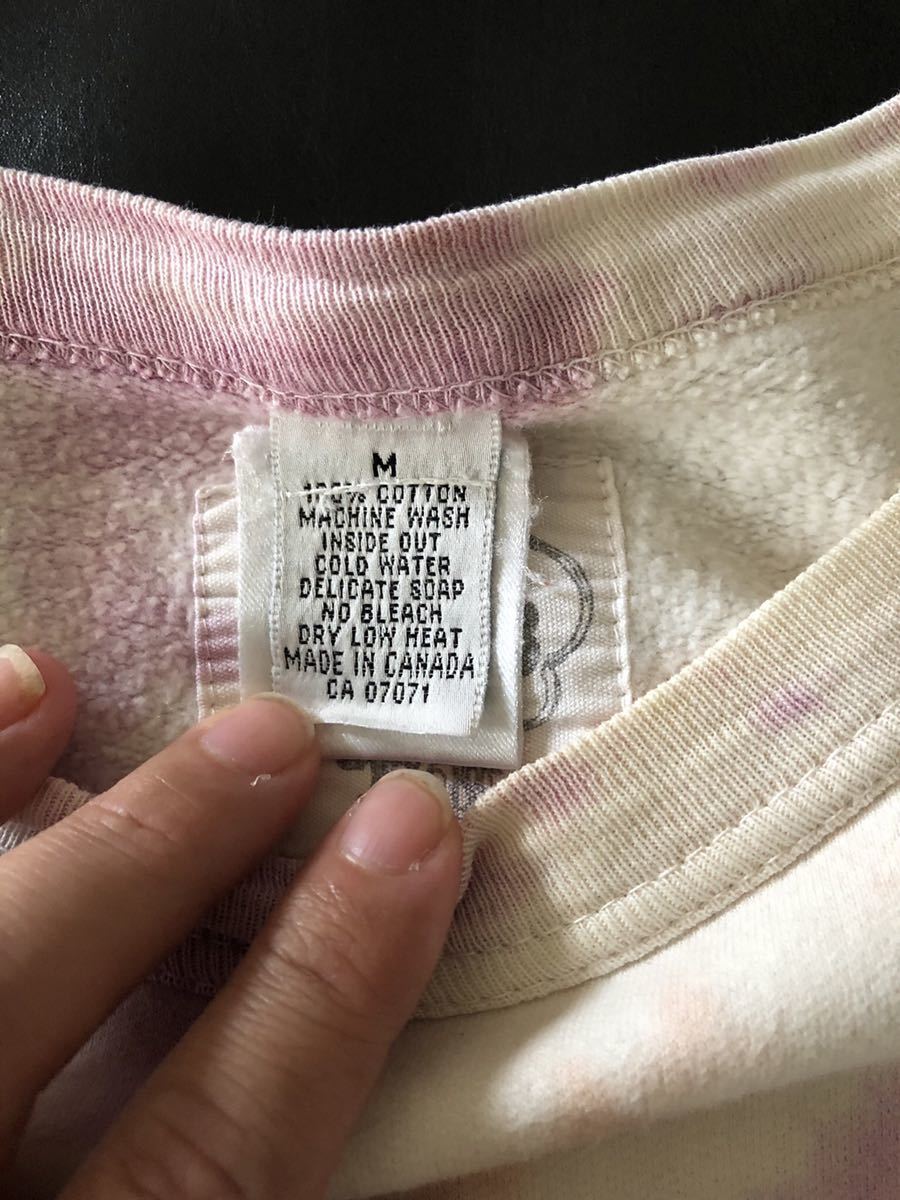 M
100% COTTON
MACHINE WASH
INSIDE OUT
COLD WATER
DELICATE SOAP
NO BLEACH
DRY LOW HEAT
MADE IN CANADA
CA 07071